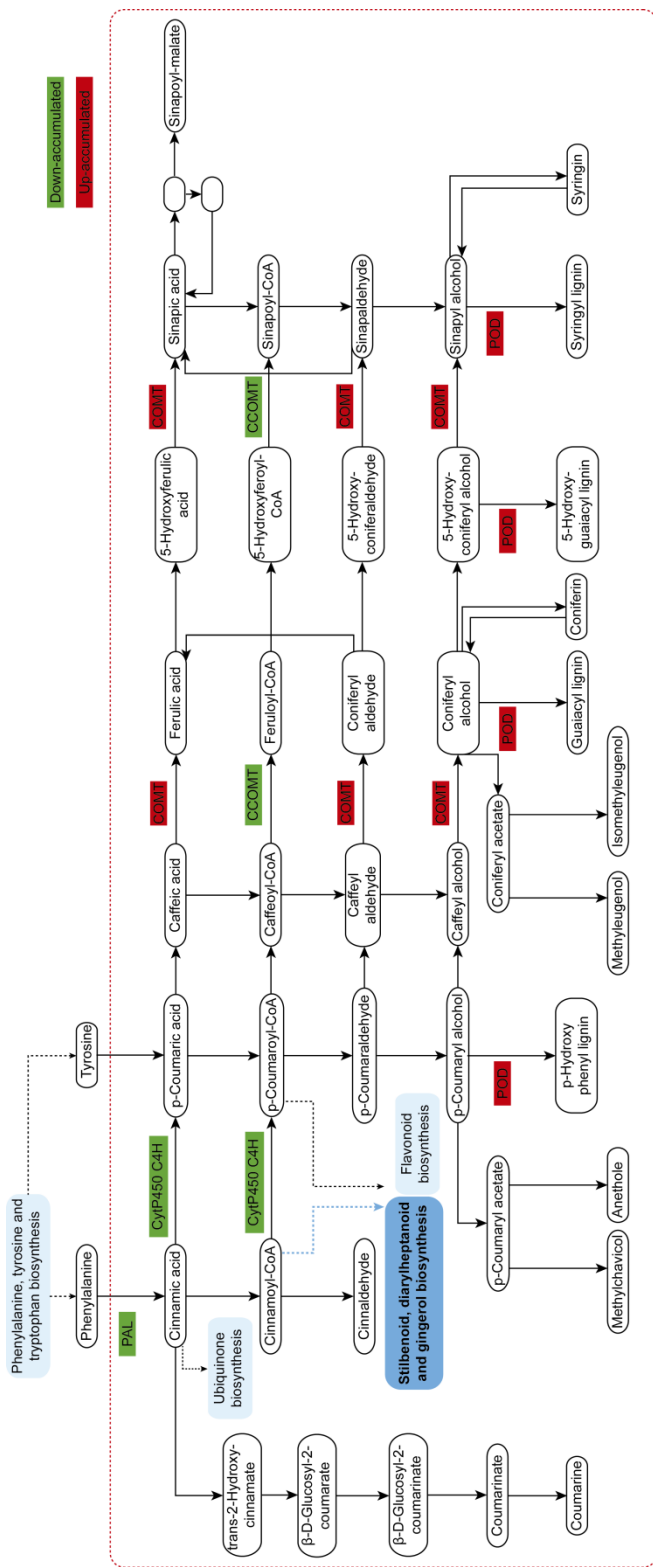 Down-accumulated
Up-accumulated
Phenylalanine, tyrosine and
tryptophan biosynthesis
Phenylalanine
Tyrosine
PAL
Cinnamic acid
CytP450 C4H
p-Coumaric acid
Caffeic acid
COMT
Ferulic acid
5-Hydroxyferulic
acid
COMT
Sinapic acid
Sinapoyl-malate
Ubiquinone
biosynthesis
Cinnamoyl-CoA
CytP450 C4H
p-Coumaroyl-CoA
Caffeoyl-CoA
CCOMT
Feruloyl-CoA
5-Hydroxyferoyl-
CoA
CCOMT
Sinapoyl-CoA
trans-2-Hydroxy-
cinnamate
β-D-Glucosyl-2-
coumarate
β-D-Glucosyl-2-
coumarinate
Coumarinate
Coumarine
Cinnaldehyde
p-Coumaraldehyde
Caffeyl
aldehyde
COMT
Coniferyl
aldehyde
5-Hydroxy-
coniferaldehyde
COMT
Sinapaldehyde
Stilbenoid, diarylheptanoid
and gingerol biosynthesis
Flavonoid
biosynthesis
p-Coumaryl alcohol
Caffeyl alcohol
COMT
Coniferyl
alcohol
5-Hydroxy-
coniferyl alcohol
COMT
Sinapyl alcohol
p-Coumaryl acetate
POD
Coniferyl acetate
POD
POD
POD
Methylchavicol
Anethole
p-Hydroxy
phenyl lignin
Methyleugenol
Isomethyleugenol
Guaiacyl lignin
Coniferin
5-Hydroxy-
guaiacyl lignin
Syringyl lignin
Syringin